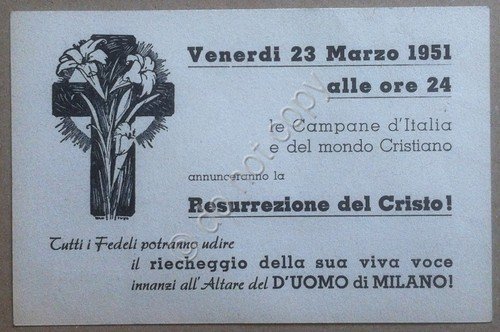 Venerdi 23 Marzo 1951
alle ore 24
le Campane d'Italia
e del mondo Cristiano
annunceranno la
Resurrezione del Cristo!
Tutti i Fedeli potranno udire
il riecheggio della sua viva voce
innanzi all'Altare del D'UOMO di MILANO!